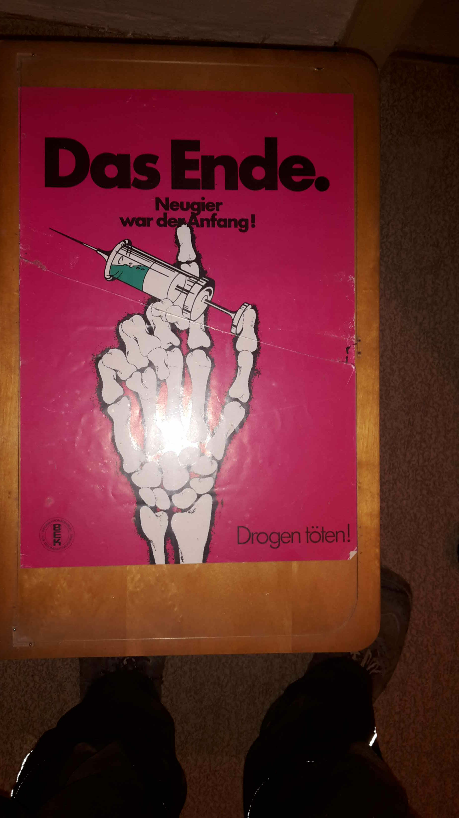 Das Ende.
Neugier
war der Anfang!
Drogen töten!